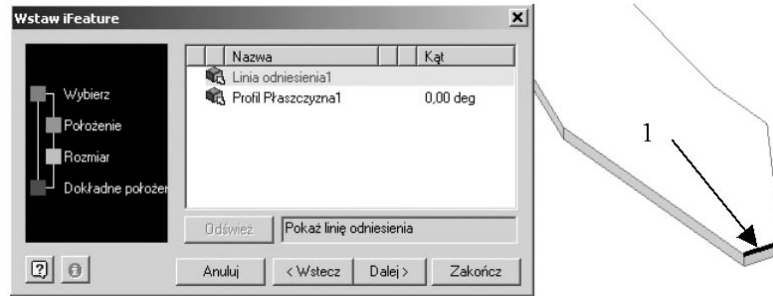 Wstaw iFeature
Nazwa Kąt
Linia odniesienia1
Profil Płaszczyzna1 0,00 deg
Wybierz
Położenie
Rozmiar
Dokładne położer
Odśwież Pokaż linię odniesienia
Anuluj < Wstecz Dalej > Zakończ
1